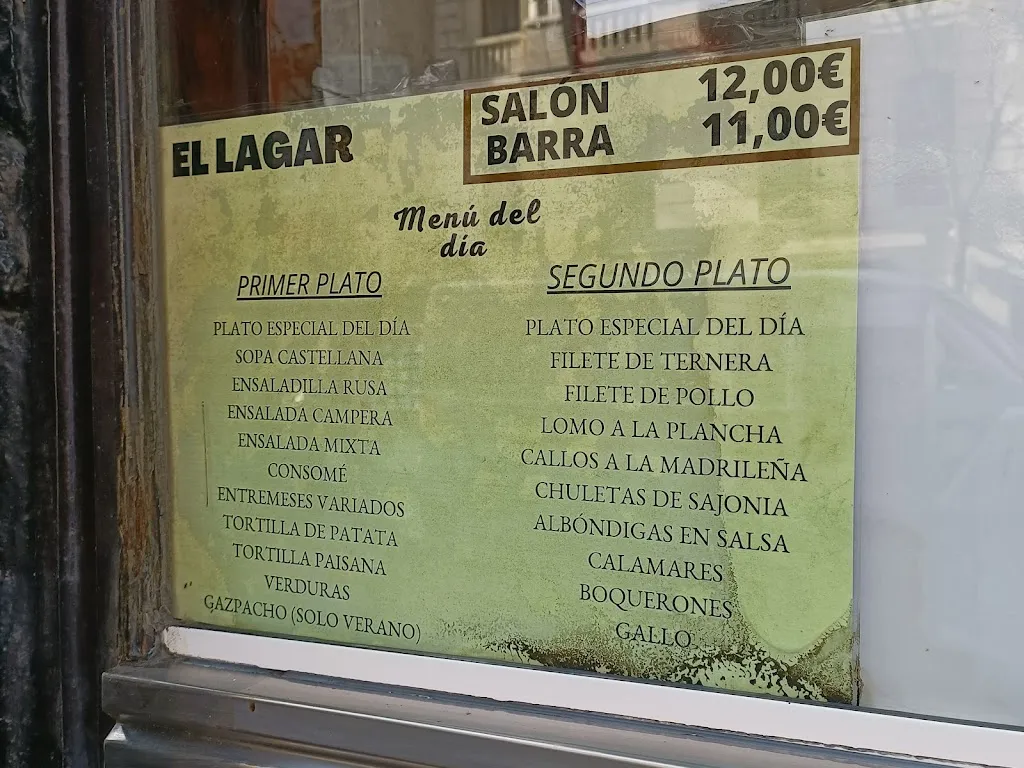 EL LAGAR
SALÓN 12,00€
BARRA 11,00€
Menú del
día
PRIMER PLATO
PLATO ESPECIAL DEL DÍA
SOPA CASTELLANA
ENSALADILLA RUSA
ENSALADA CAMPERA
ENSALADA MIXTA
CONSOMÉ
ENTREMESES VARIADOS
TORTILLA DE PATATA
TORTILLA PAISANA
VERDURAS
GAZPACHO (SOLO VERANO)
SEGUNDO PLATO
PLATO ESPECIAL DEL DÍA
FILETE DE TERNERA
FILETE DE POLLO
LOMO A LA PLANCHA
CALLOS A LA MADRILEÑA
CHULETAS DE SAJONIA
ALBÓNDIGAS EN SALSA
CALAMARES
BOQUERONES
GALLO